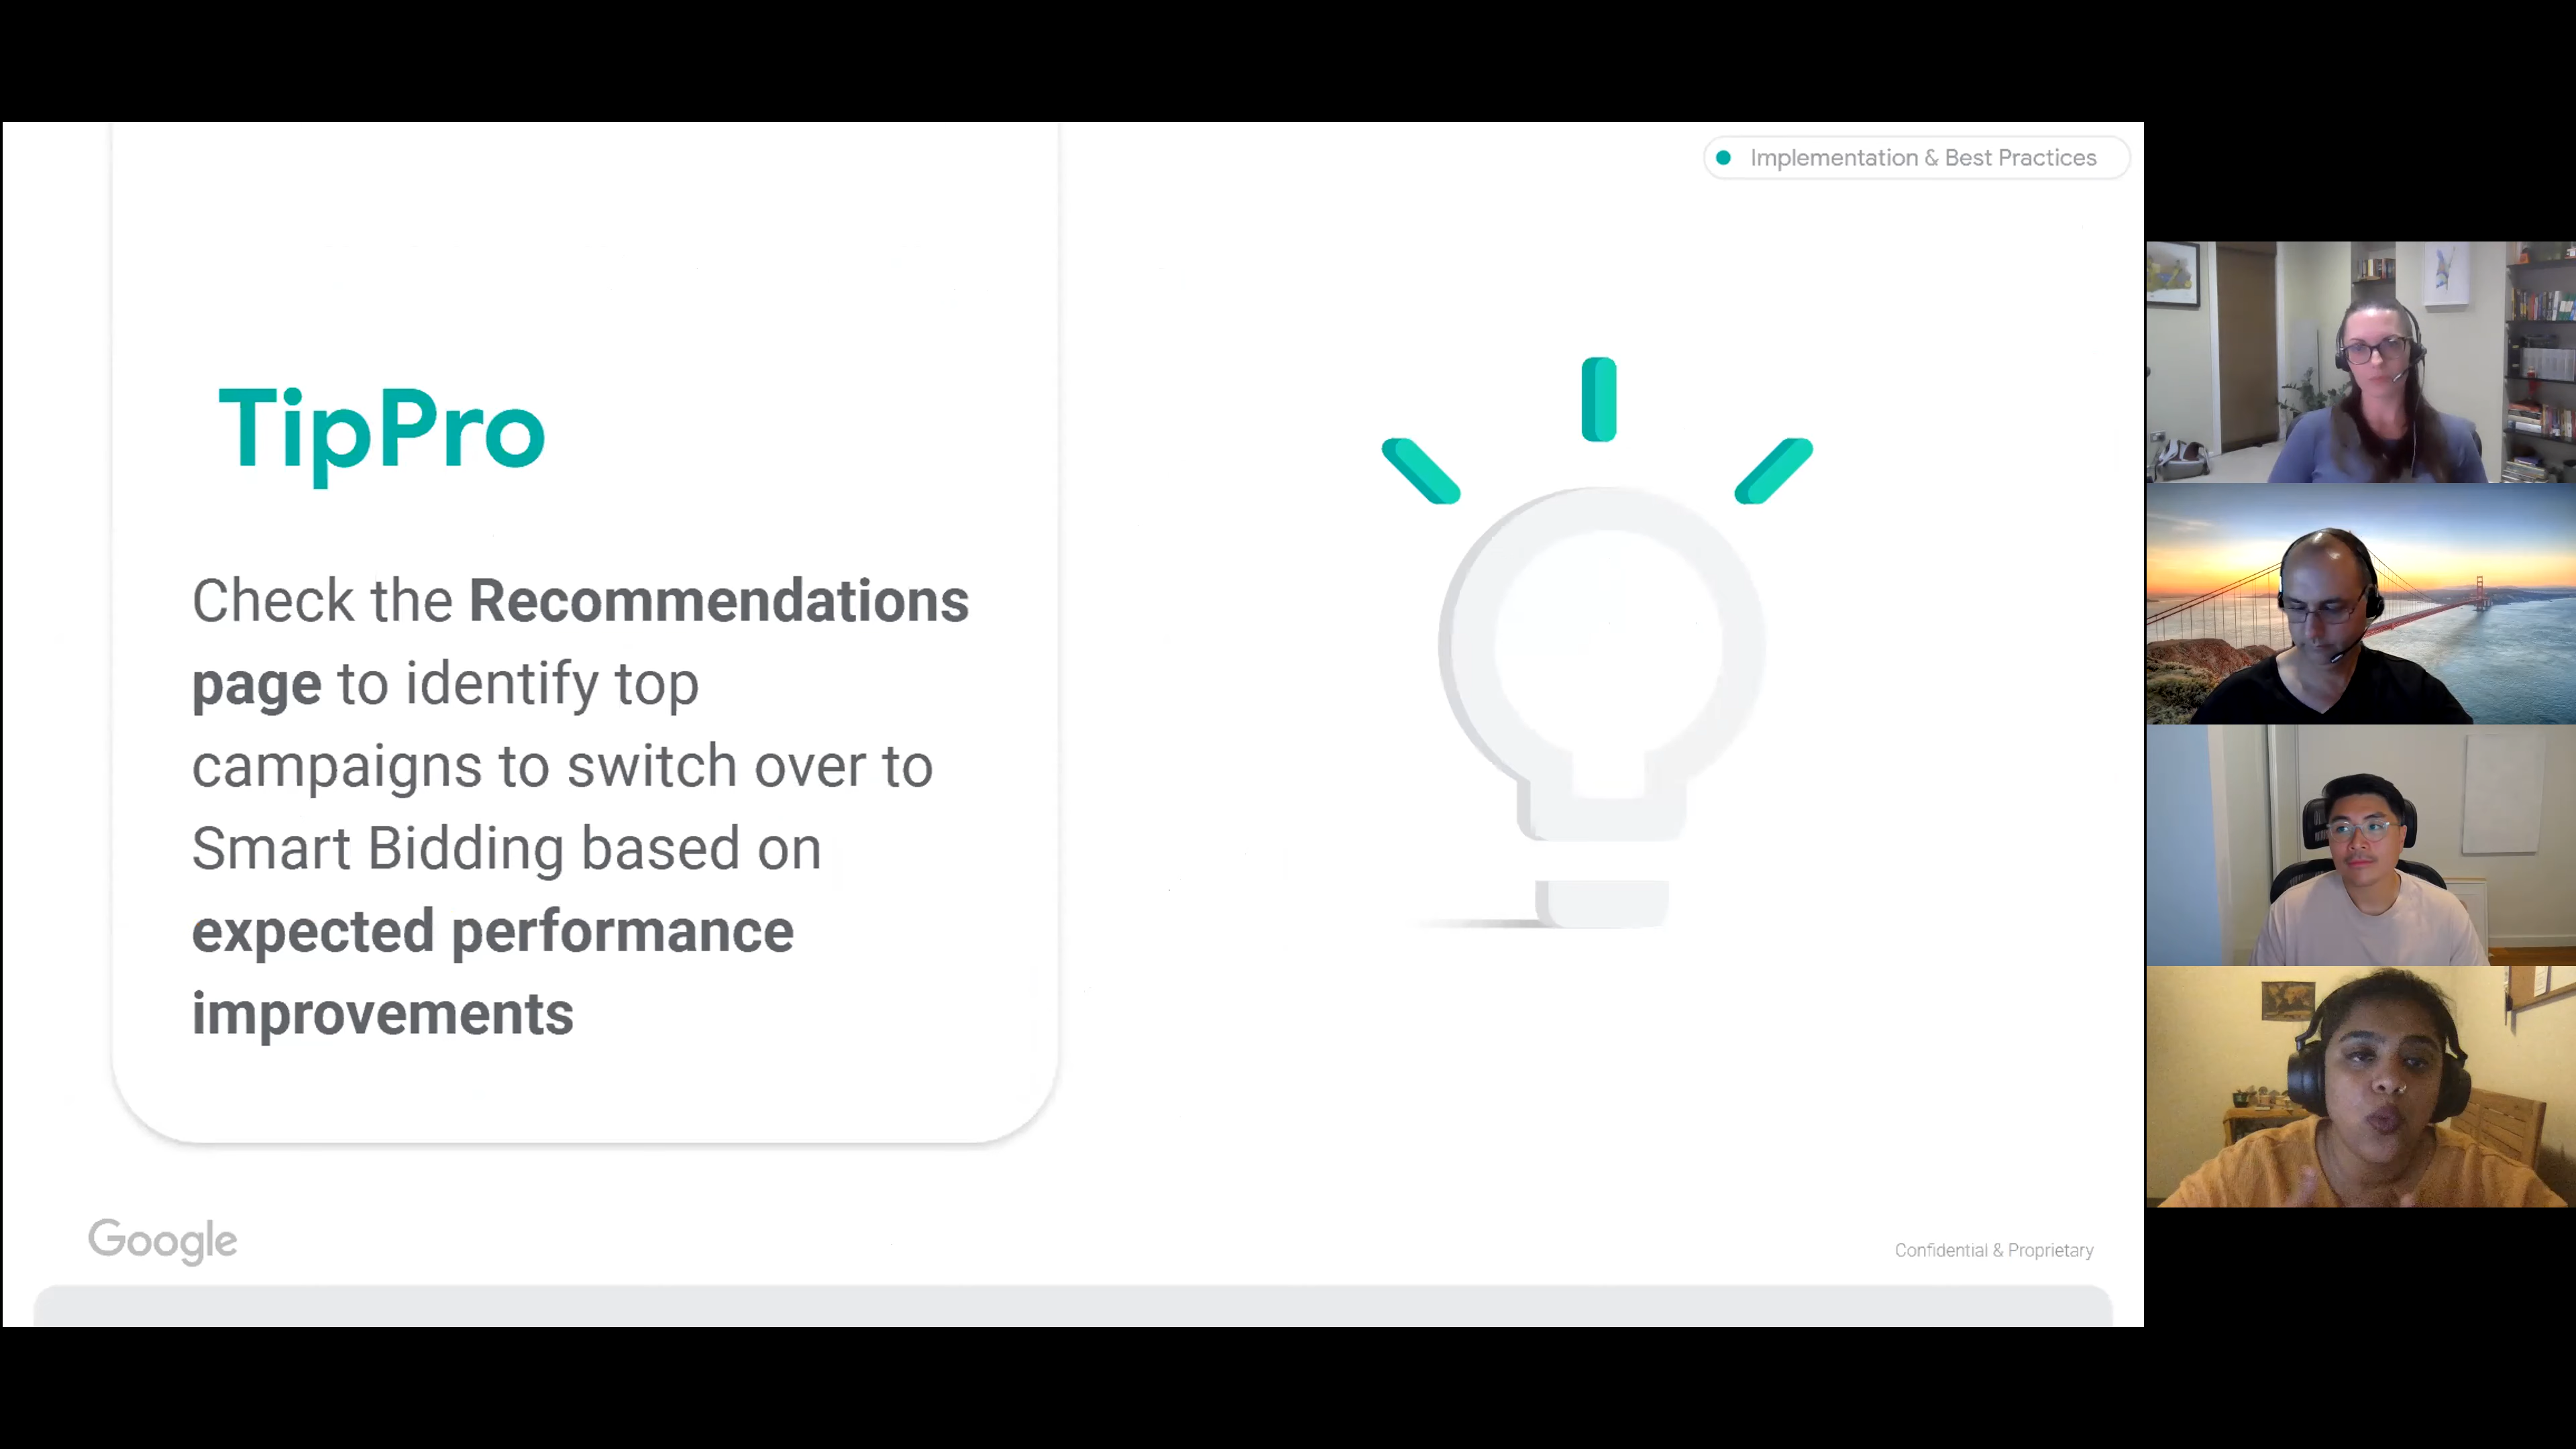 Implementation & Best Practices
TipPro
Check the Recommendations
page to identify top
campaigns to switch over to
Smart Bidding based on
expected performance
improvements
Google
Confidential & Proprietary